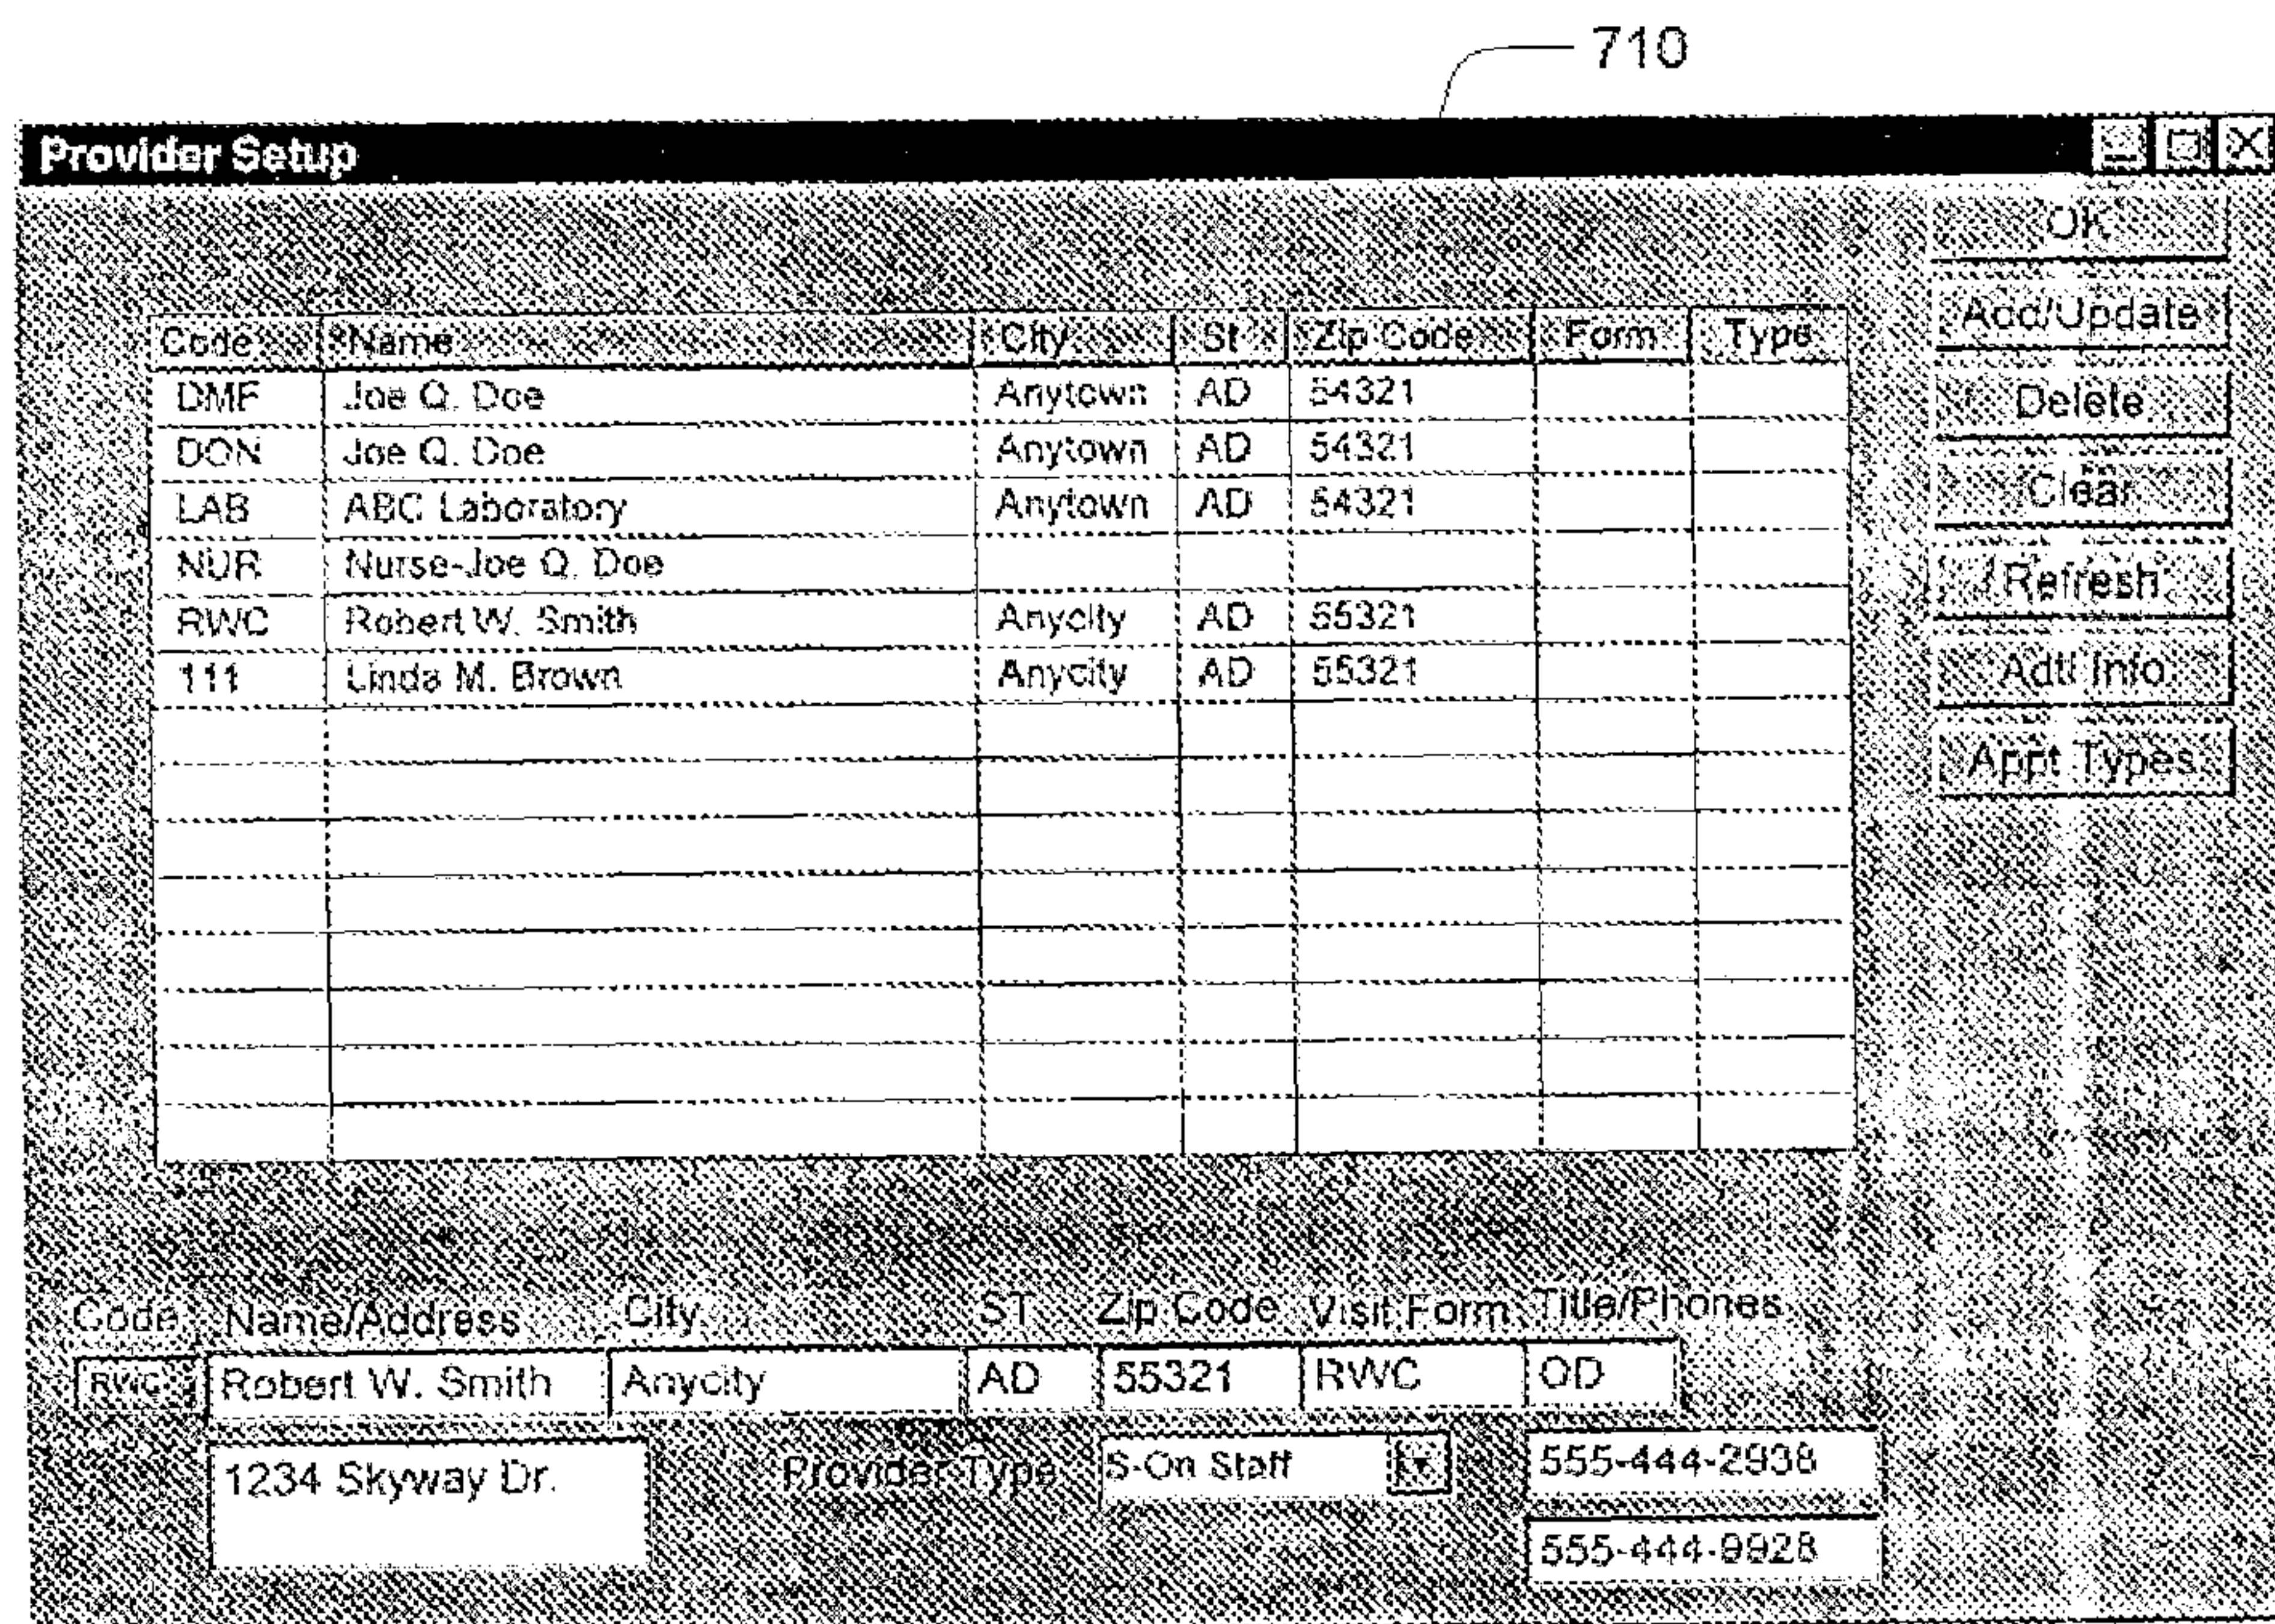 710
Provider Setup
OK
Add/Update
Delete
Clear
Refresh
Adtl Info
Appt Types
Code Name City St Zip Code Form Type
DMF Joe Q. Doe Anytown AD 54321
DON Joe Q. Doe Anytown AD 54321
LAB ABC Laboratory Anytown AD 54321
NUR Nurse-Joe Q. Doe
RWC Robert W. Smith Anycity AD 55321
111 Linda M. Brown Anycity AD 55321
Code Name/Address City ST Zip Code Visit Form Title/Phones
RWC Robert W. Smith Anycity AD 55321 RWC OD
1234 Skyway Dr. Provider Type S-On Staff 555-444-2938
555-444-9928